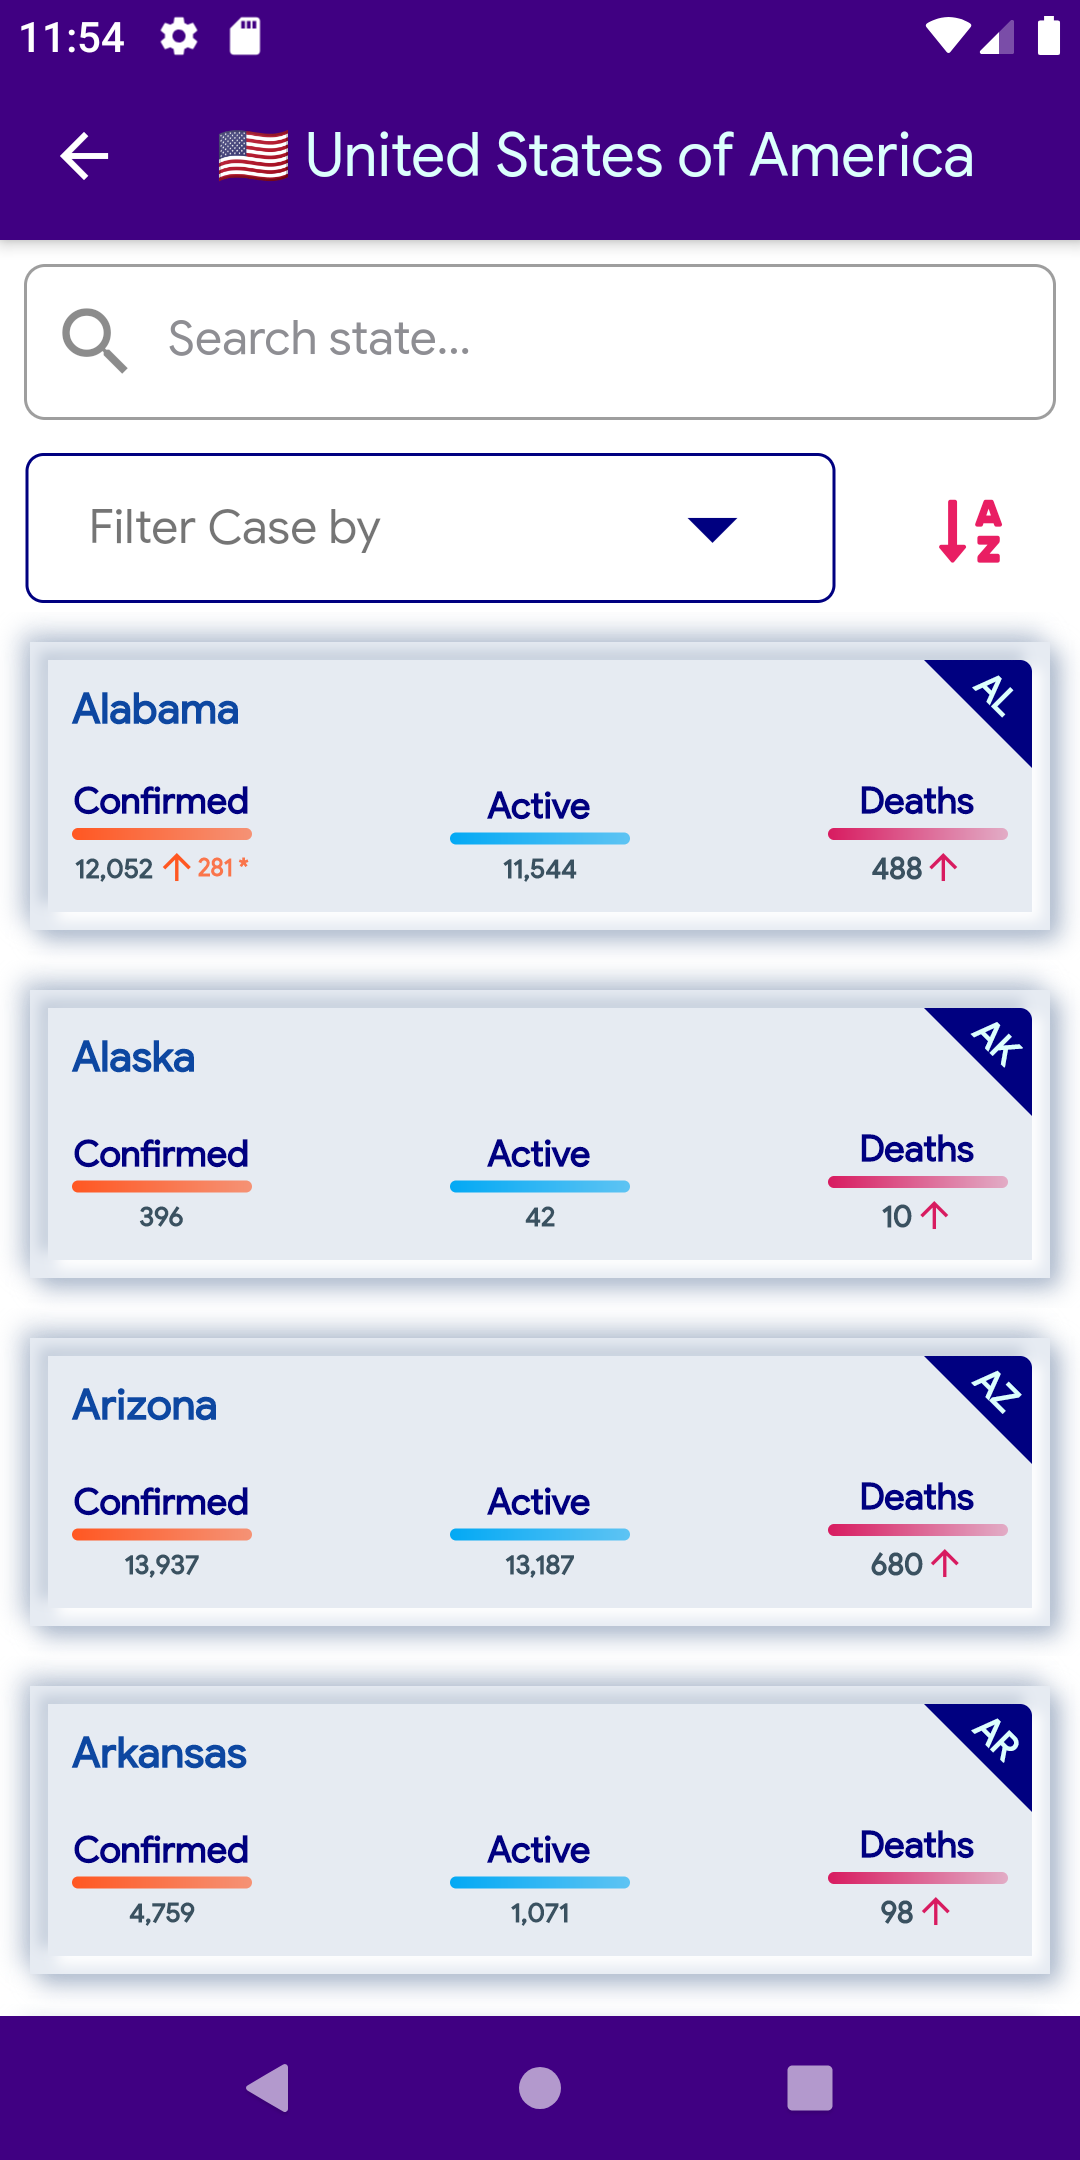 11:54
🇺🇸 United States of America
Search state...
Filter Case by
A
Z
Alabama
AL
Confirmed
Active
Deaths
12,052 ↑ 281 *
11,544
488 ↑
Alaska
AK
Confirmed
Active
Deaths
396
42
10 ↑
Arizona
AZ
Confirmed
Active
Deaths
13,937
13,187
680 ↑
Arkansas
AR
Confirmed
Active
Deaths
4,759
1,071
98 ↑